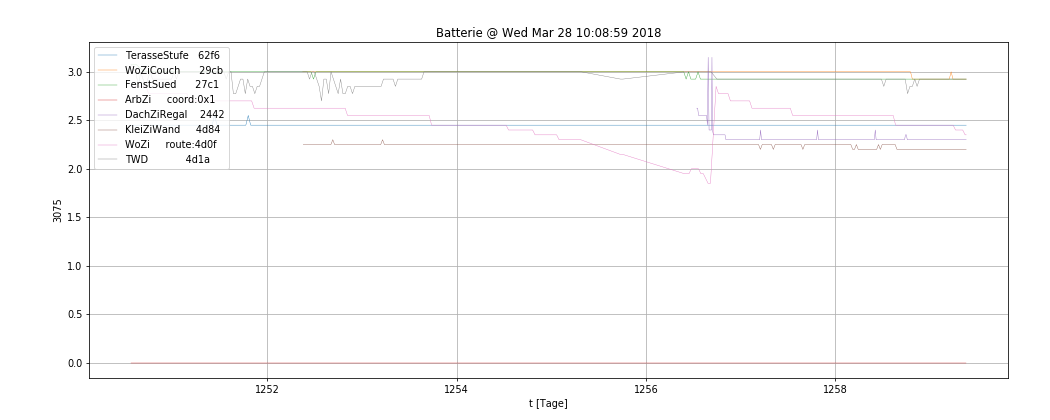 Batterie @ Wed Mar 28 10:08:59 2018
TerasseStufe 62f6
WoZiCouch 29cb
FenstSued 27c1
ArbZi coord:0x1
DachZiRegal 2442
KleiZiWand 4d84
WoZi route:4d0f
TWD 4d1a
3.0
2.5
2.0
1.5
1.0
0.5
0.0
3075
1252 1254 1256 1258
t [Tage]